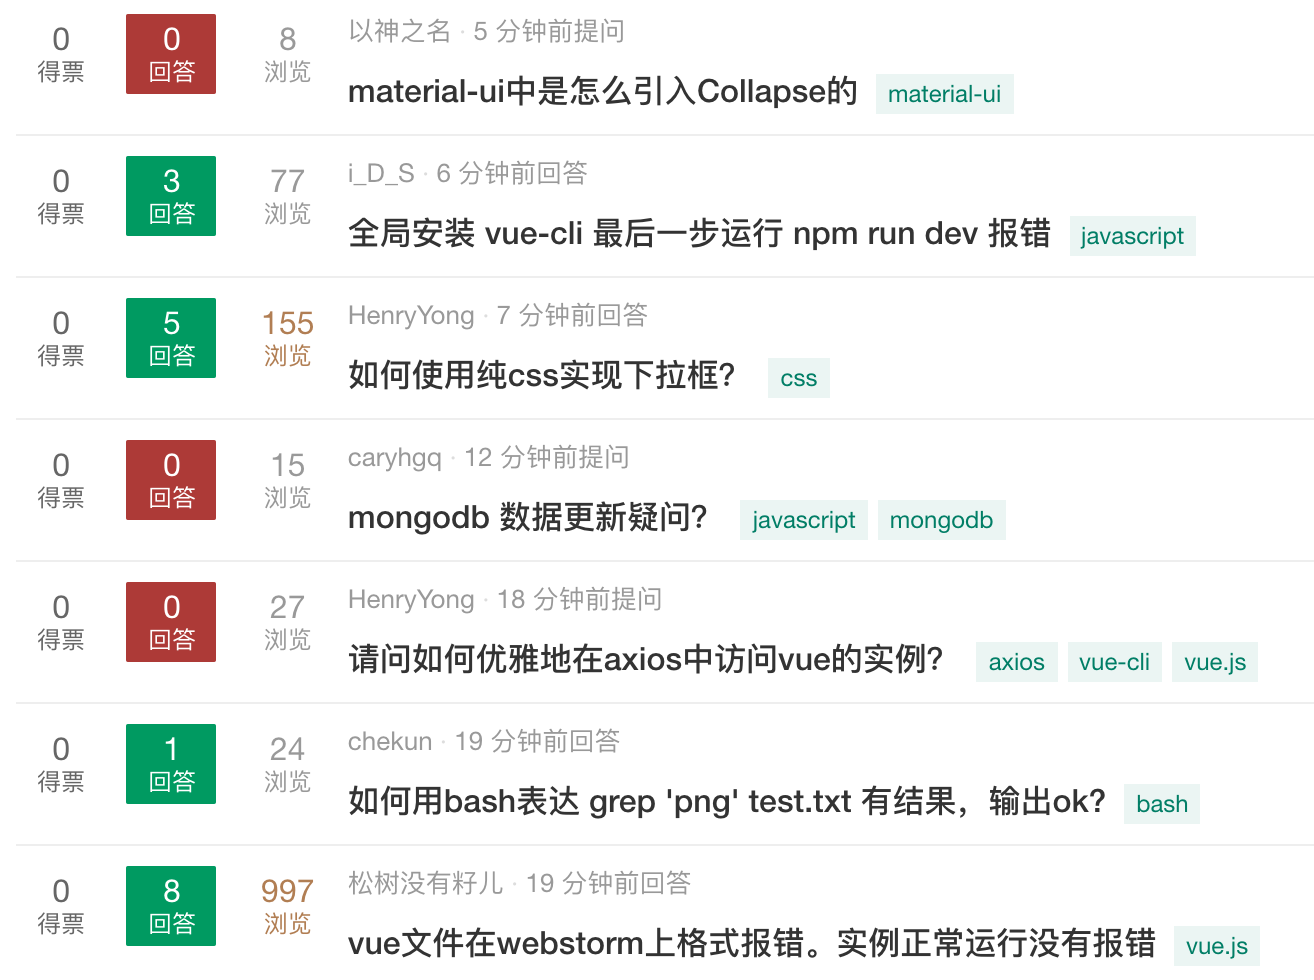 0 0 8 以神之名 · 5 分钟前提问
得票 回答 浏览
material-ui中是怎么引入Collapse的 material-ui
0 3 77 i_D_S · 6 分钟前回答
得票 回答 浏览
全局安装 vue-cli 最后一步运行 npm run dev 报错 javascript
0 5 155 HenryYong · 7 分钟前回答
得票 回答 浏览
如何使用纯css实现下拉框? css
0 0 15 caryhgq · 12 分钟前提问
得票 回答 浏览
mongodb 数据更新疑问? javascript mongodb
0 0 27 HenryYong · 18 分钟前提问
得票 回答 浏览
请问如何优雅地在axios中访问vue的实例? axios vue-cli vue.js
0 1 24 chekun · 19 分钟前回答
得票 回答 浏览
如何用bash表达 grep 'png' test.txt 有结果，输出ok? bash
0 8 997 松树没有籽儿 · 19 分钟前回答
得票 回答 浏览
vue文件在webstorm上格式报错。实例正常运行没有报错 vue.js